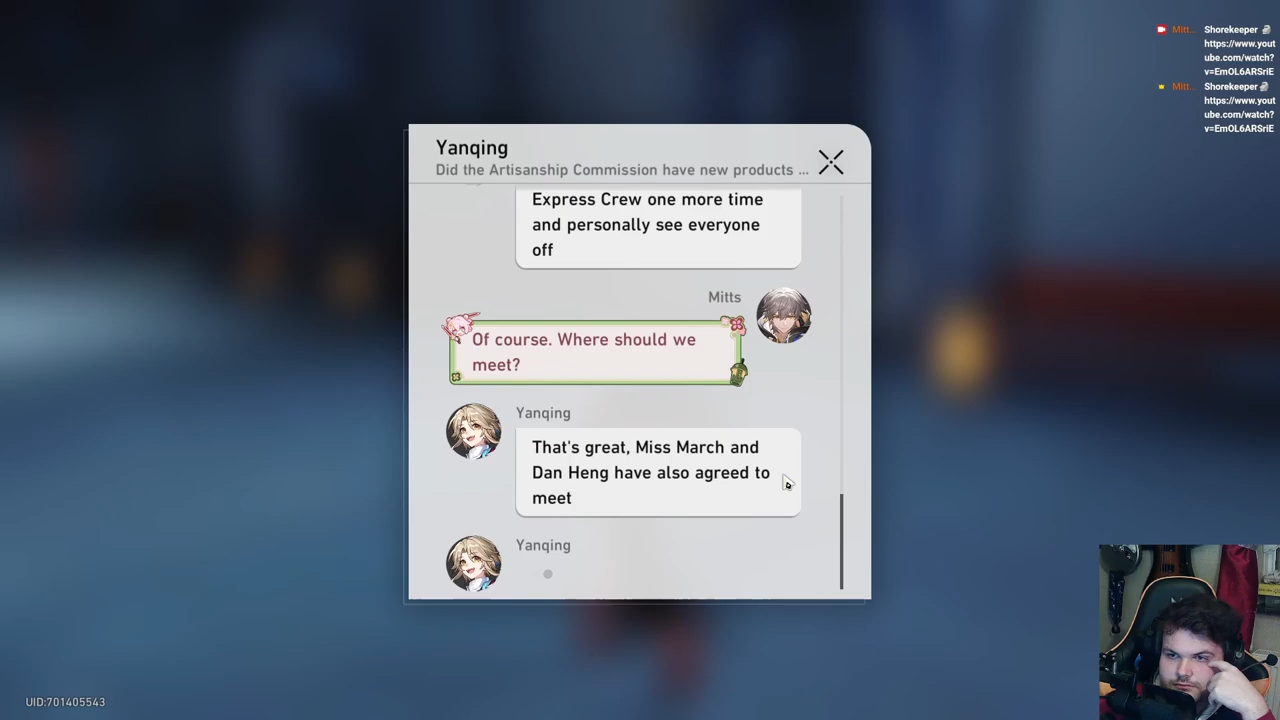 Mitt... Shorekeeper
https://www.yout
ube.com/watch?
v=EmOL6ARSriE
Mitt... Shorekeeper
https://www.yout
ube.com/watch?
v=EmOL6ARSriE
Yanqing
Did the Artisanship Commission have new products ...
Express Crew one more time
and personally see everyone
off
Mitts
Of course. Where should we
meet?
Yanqing
That's great, Miss March and
Dan Heng have also agreed to
meet
Yanqing
UID:701405543